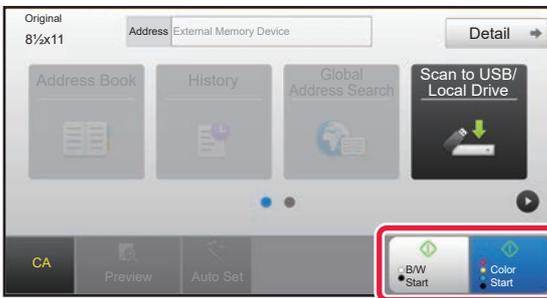 Original
8½x11
Address External Memory Device
Detail
Address Book
History
Global
Address Search
Scan to USB/
Local Drive
CA
Preview
Auto Set
B/W
Start
Color
Start